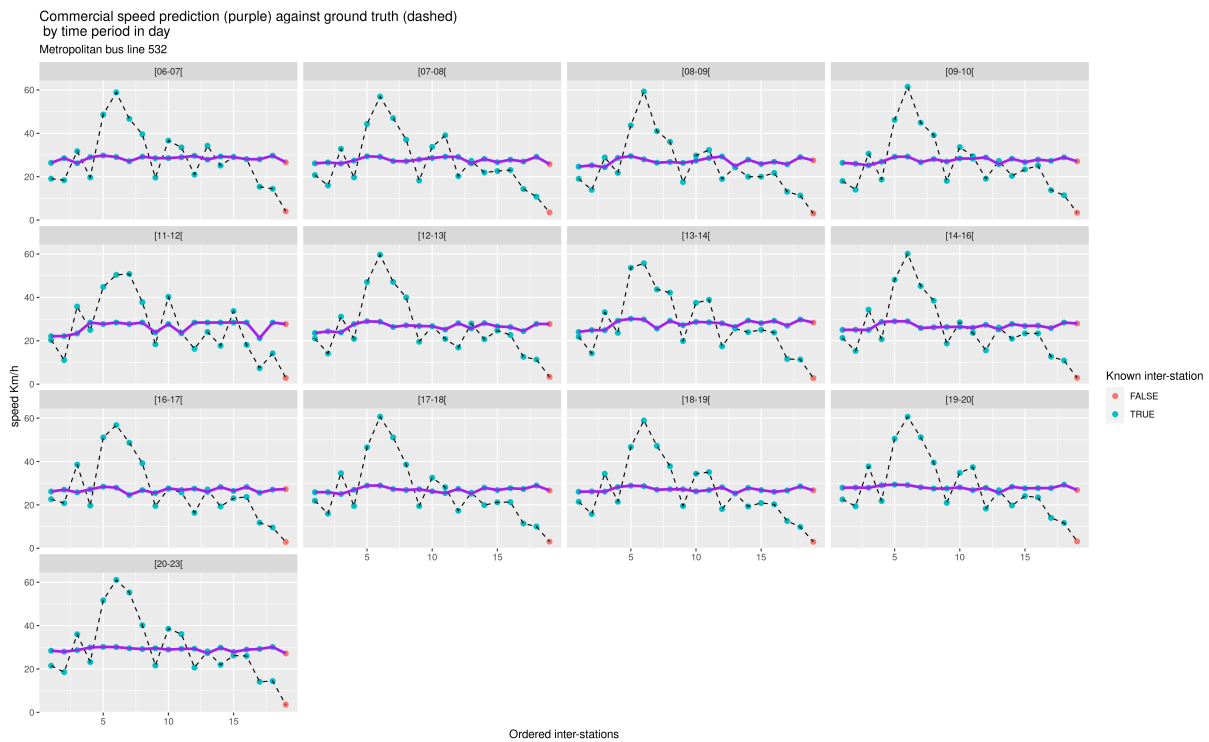 Commercial speed prediction (purple) against ground truth (dashed)
by time period in day
Metropolitan bus line 532
[06-07[ [07-08[ [08-09[ [09-10[
60
40
20
0
[11-12[ [12-13[ [13-14[ [14-16[
60
40
20
0
[16-17[ [17-18[ [18-19[ [19-20[
60
40
20
0
5 10 15 5 10 15 5 10 15
[20-23[
60
40
20
0
5 10 15
speed Km/h
Ordered inter-stations
Known inter-station
FALSE
TRUE